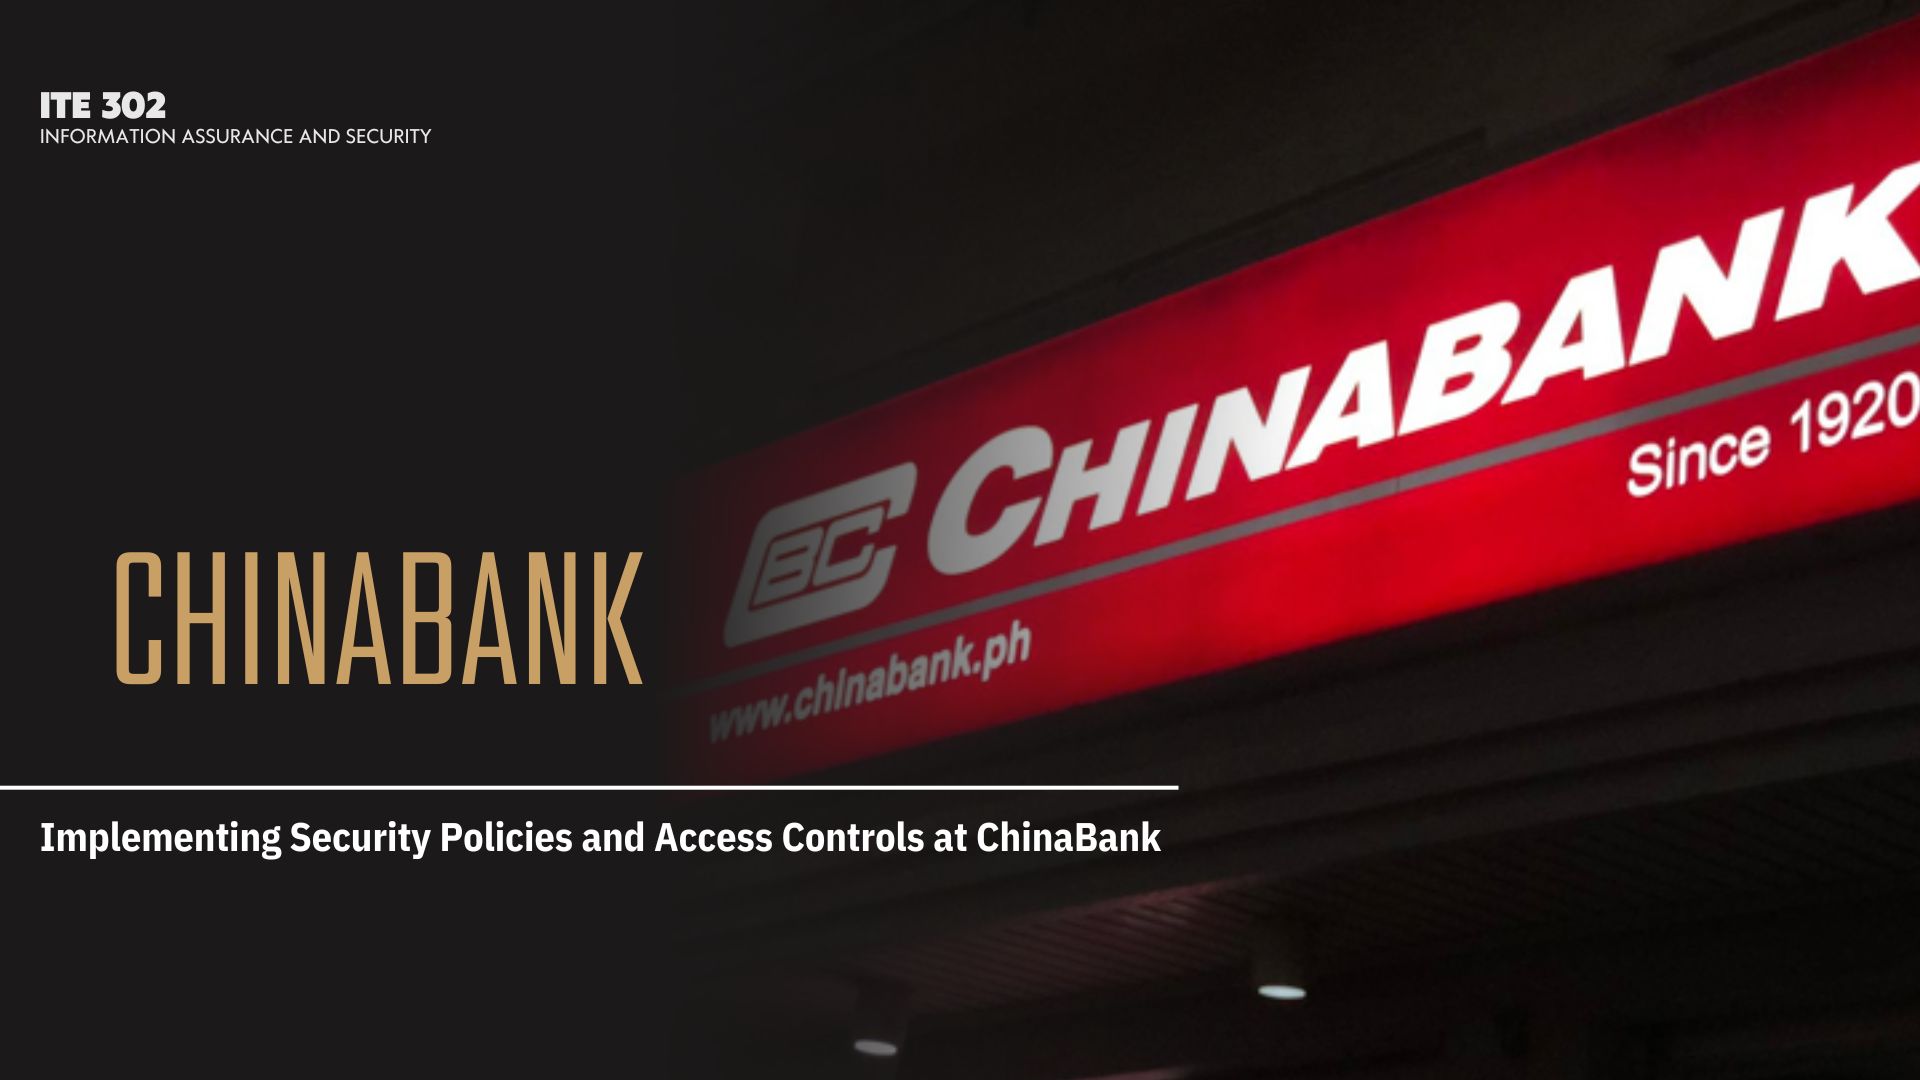 ITE 302
INFORMATION ASSURANCE AND SECURITY
CBC CHINABANK
Since 1920
www.chinabank.ph
CHINABANK
Implementing Security Policies and Access Controls at ChinaBank